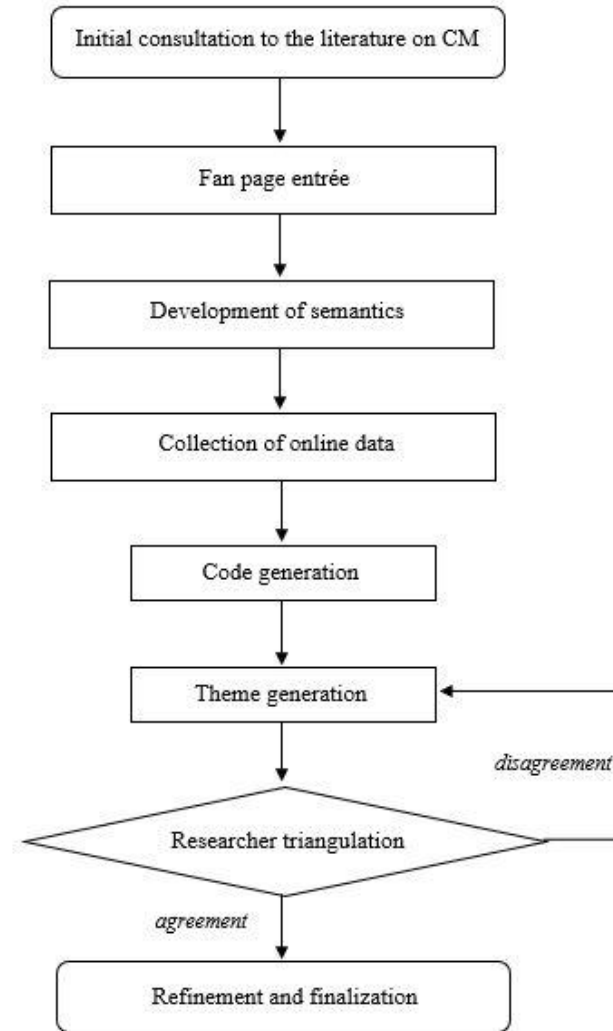 Initial consultation to the literature on CM
Fan page entrée
Development of semantics
Collection of online data
Code generation
Theme generation
disagreement
Researcher triangulation
agreement
Refinement and finalization